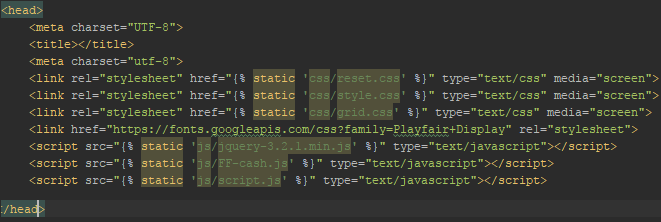 <head>
<meta charset="UTF-8">
<title></title>
<meta charset="utf-8">
<link rel="stylesheet" href="{% static 'css/reset.css' %}" type="text/css" media="screen">
<link rel="stylesheet" href="{% static 'css/style.css' %}" type="text/css" media="screen">
<link rel="stylesheet" href="{% static 'css/grid.css' %}" type="text/css" media="screen">
<link href="https://fonts.googleapis.com/css?family=Playfair+Display" rel="stylesheet">
<script src="{% static 'js/jquery-3.2.1.min.js' %}" type="text/javascript"></script>
<script src="{% static 'js/FF-cash.js' %}" type="text/javascript"></script>
<script src="{% static 'js/script.js' %}" type="text/javascript"></script>
/head>